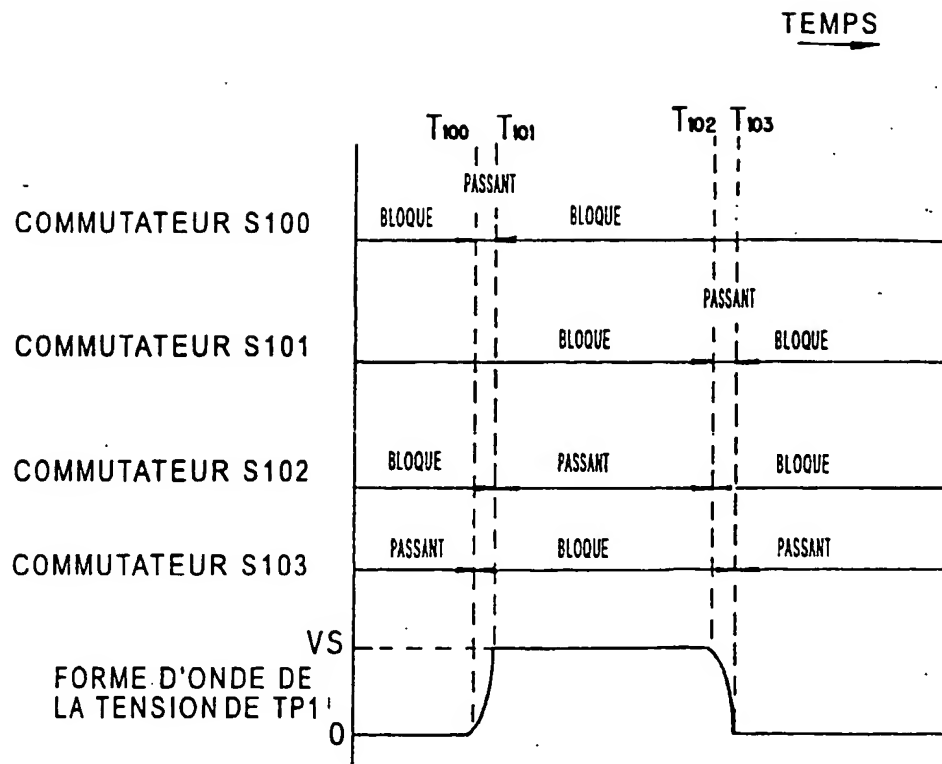 TEMPS
T100 T101 T102 T103
PASSANT
COMMUTATEUR S100 BLOQUE BLOQUE
PASSANT
COMMUTATEUR S101 BLOQUE BLOQUE
COMMUTATEUR S102 BLOQUE PASSANT BLOQUE
COMMUTATEUR S103 PASSANT BLOQUE PASSANT
VS
FORME D'ONDE DE
LA TENSION DE TP1
0